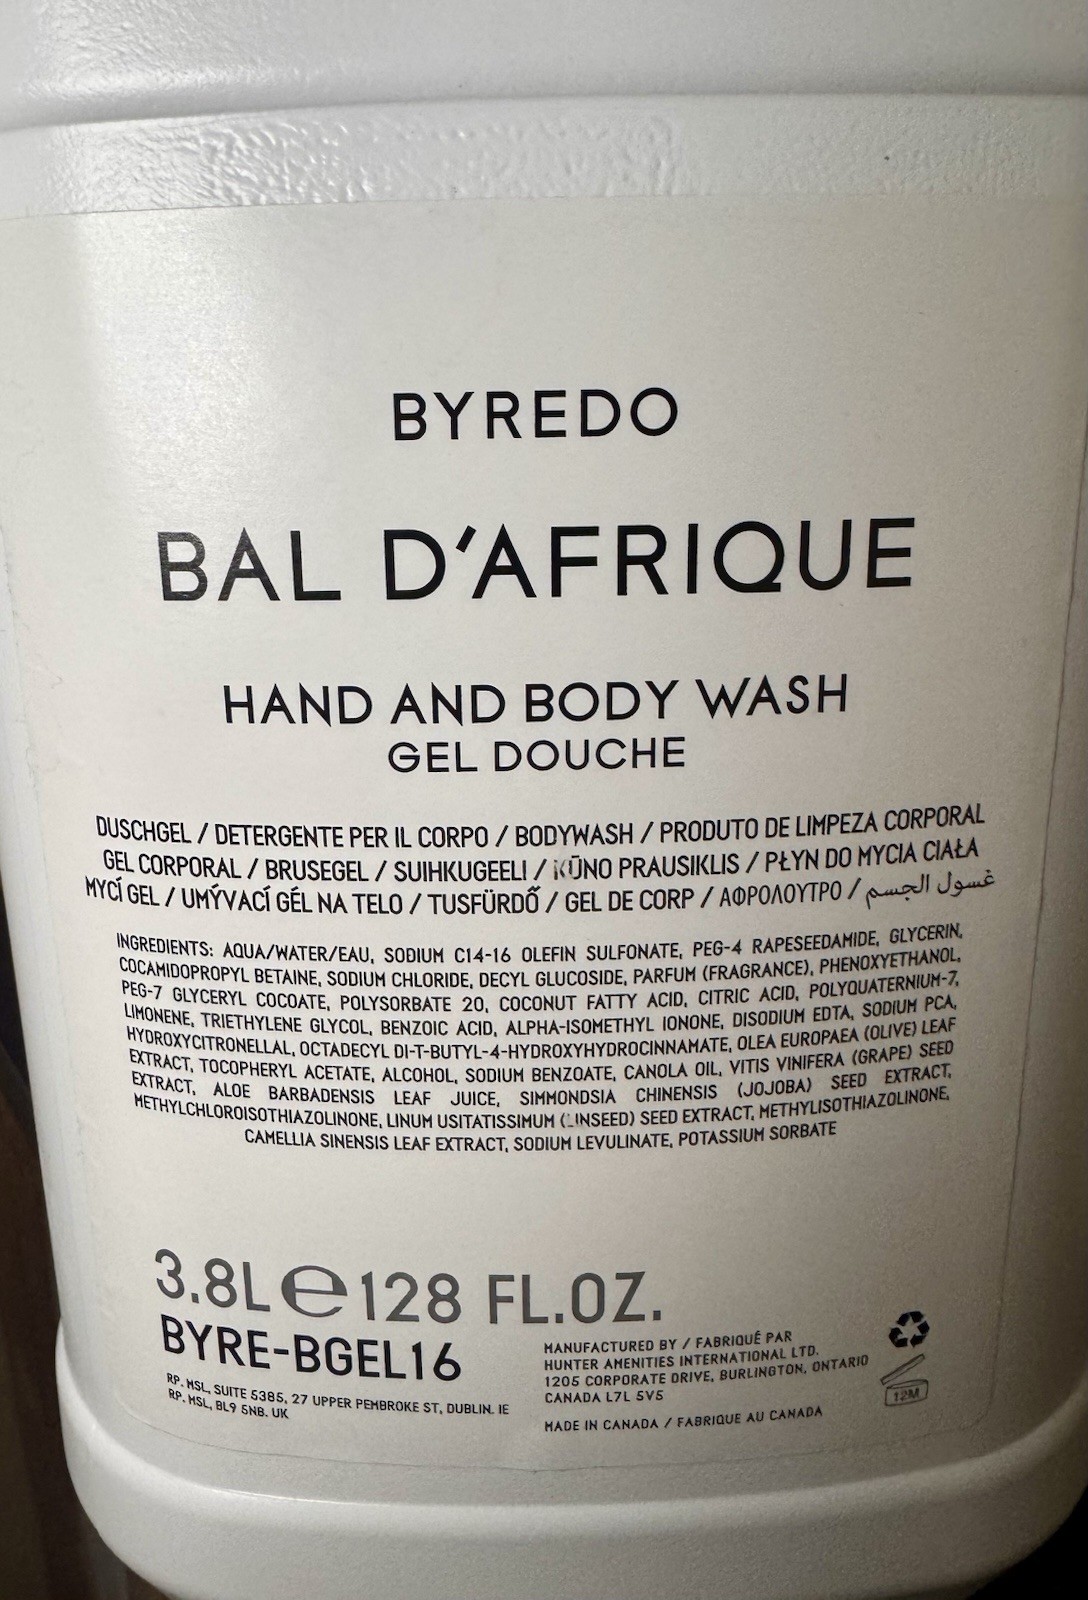 BYREDO
BAL D'AFRIQUE
HAND AND BODY WASH
GEL DOUCHE
DUSCHGEL / DETERGENTE PER IL CORPO / BODYWASH / PRODUTO DE LIMPEZA CORPORAL
GEL CORPORAL / BRUSEGEL / SUIHKUGEELI / KŪNO PRAUSIKLIS / PŁYN DO MYCIA CIAŁA
MYCÍ GEL / UMÝVACÍ GÉL NA TELO / TUSFÜRDŐ / GEL DE CORP / ΑΦΡΟΛΟΥΤΡΟ / غسول الجسم
INGREDIENTS: AQUA/WATER/EAU, SODIUM C14-16 OLEFIN SULFONATE, PEG-4 RAPESEEDAMIDE, GLYCERIN,
COCAMIDOPROPYL BETAINE, SODIUM CHLORIDE, DECYL GLUCOSIDE, PARFUM (FRAGRANCE), PHENOXYETHANOL,
PEG-7 GLYCERYL COCOATE, POLYSORBATE 20, COCONUT FATTY ACID, CITRIC ACID, POLYQUATERNIUM-7,
LIMONENE, TRIETHYLENE GLYCOL, BENZOIC ACID, ALPHA-ISOMETHYL IONONE, DISODIUM EDTA, SODIUM PCA,
HYDROXYCITRONELLAL, OCTADECYL DI-T-BUTYL-4-HYDROXYHYDROCINNAMATE, OLEA EUROPAEA (OLIVE) LEAF
EXTRACT, TOCOPHERYL ACETATE, ALCOHOL, SODIUM BENZOATE, CANOLA OIL, VITIS VINIFERA (GRAPE) SEED
EXTRACT, ALOE BARBADENSIS LEAF JUICE, SIMMONDSIA CHINENSIS (JOJOBA) SEED EXTRACT,
METHYLCHLOROISOTHIAZOLINONE, LINUM USITATISSIMUM (LINSEED) SEED EXTRACT, METHYLISOTHIAZOLINONE,
CAMELLIA SINENSIS LEAF EXTRACT, SODIUM LEVULINATE, POTASSIUM SORBATE
3.8L ℮ 128 FL.OZ.
BYRE-BGEL16
RP. MSL, SUITE 5385, 27 UPPER PEMBROKE ST, DUBLIN. IE
RP. MSL, BL9 5NB. UK
MANUFACTURED BY / FABRIQUÉ PAR
HUNTER AMENITIES INTERNATIONAL LTD.
1205 CORPORATE DRIVE, BURLINGTON, ONTARIO
CANADA L7L 5V5
MADE IN CANADA / FABRIQUE AU CANADA
12M